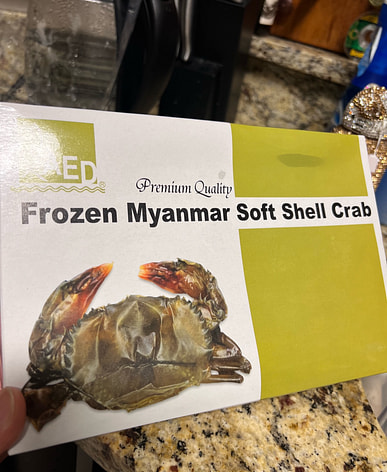 Premium Quality
Frozen Myanmar Soft Shell Crab